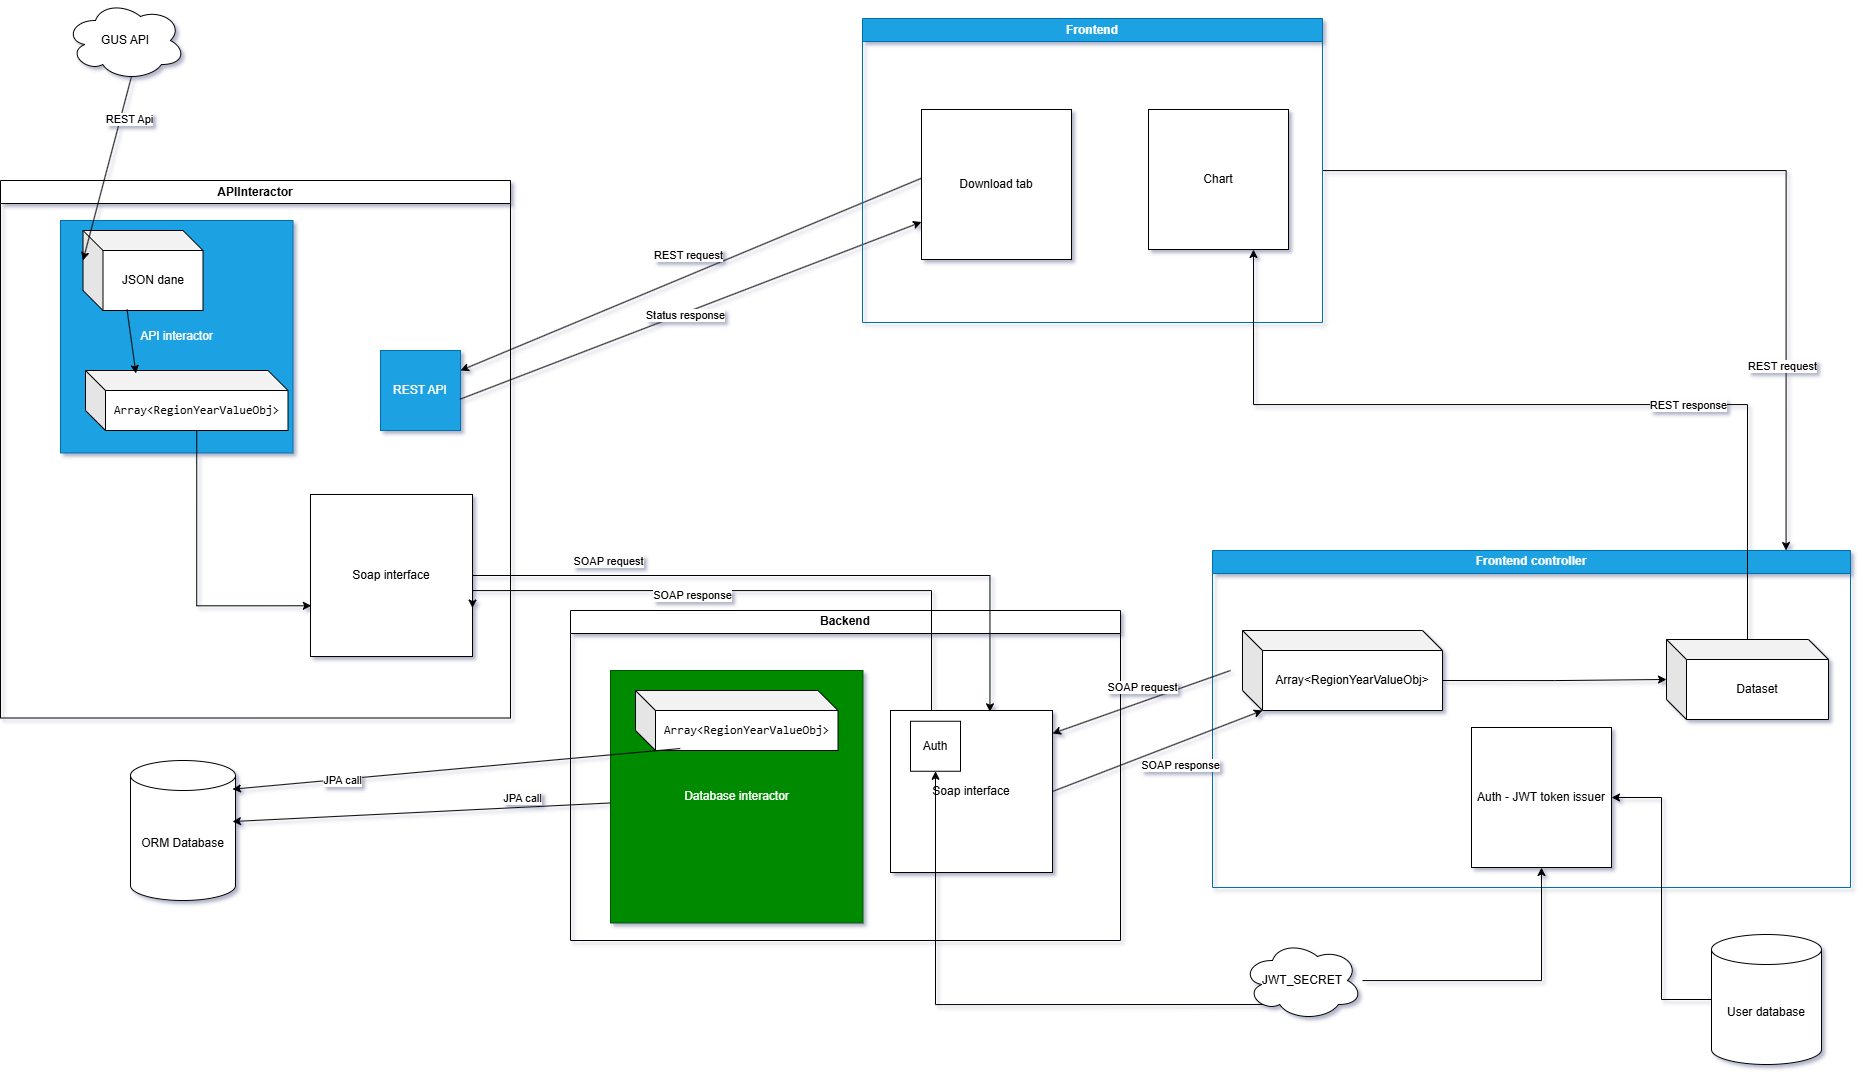 GUS API
REST Api
Frontend
Download tab
Chart
APIInteractor
JSON dane
API interactor
Array<RegionYearValueObj>
REST API
REST request
Status response
REST request
REST response
Soap interface
SOAP request
SOAP response
Backend
Array<RegionYearValueObj>
Database interactor
JPA call
JPA call
ORM Database
Auth
Soap interface
SOAP request
SOAP response
Frontend controller
Array<RegionYearValueObj>
Dataset
Auth - JWT token issuer
JWT_SECRET
User database